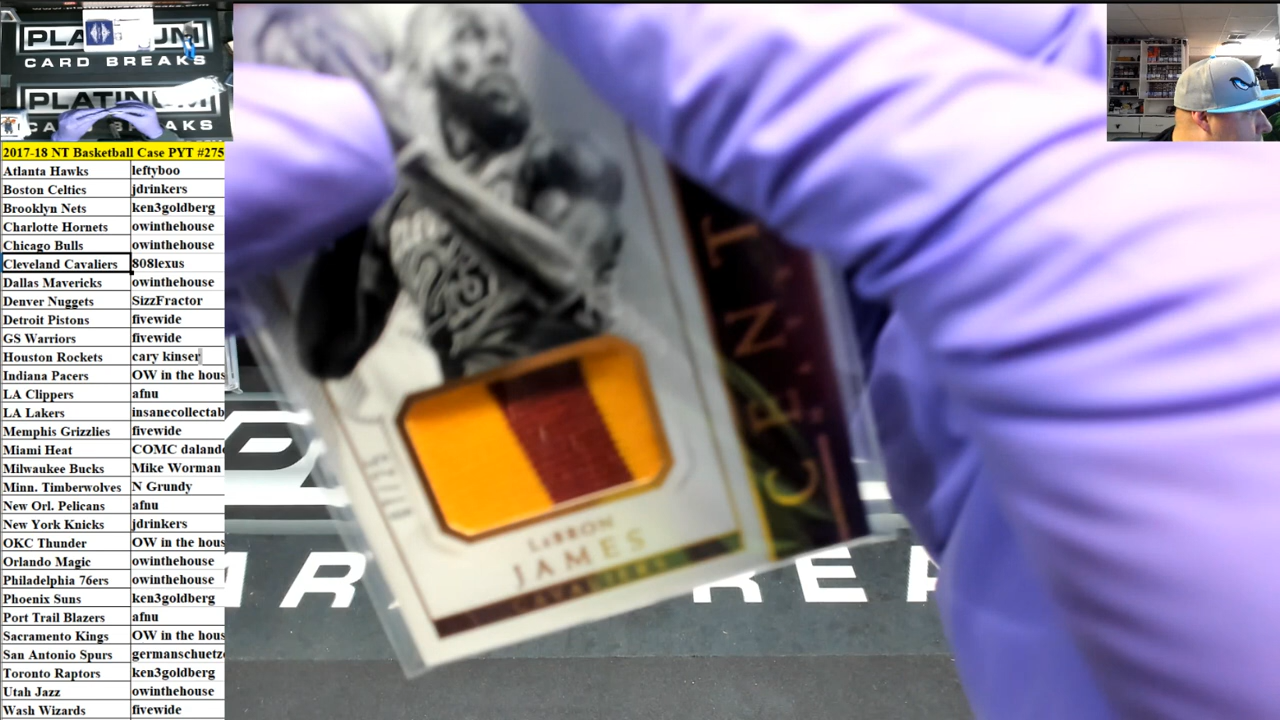 PLATINUM
CARD BREAKS
PLATINUM
CARD BREAKS
2017-18 NT Basketball Case PYT #275
Atlanta Hawks leftyboo
Boston Celtics jdrinkers
Brooklyn Nets ken3goldberg
Charlotte Hornets owinthehouse
Chicago Bulls owinthehouse
Cleveland Cavaliers 808lexus
Dallas Mavericks owinthehouse
Denver Nuggets SizzFractor
Detroit Pistons fivewide
GS Warriors fivewide
Houston Rockets cary kinser
Indiana Pacers OW in the hous
LA Clippers afnu
LA Lakers insanecollectab
Memphis Grizzlies fivewide
Miami Heat COMC daland
Milwaukee Bucks Mike Worman
Minn. Timberwolves N Grundy
New Orl. Pelicans afnu
New York Knicks jdrinkers
OKC Thunder OW in the hous
Orlando Magic owinthehouse
Philadelphia 76ers owinthehouse
Phoenix Suns ken3goldberg
Port Trail Blazers afnu
Sacramento Kings OW in the hous
San Antonio Spurs germanschuetz
Toronto Raptors ken3goldberg
Utah Jazz owinthehouse
Wash Wizards fivewide
CENT
23
LeBRON
JAMES
CAVALIERS